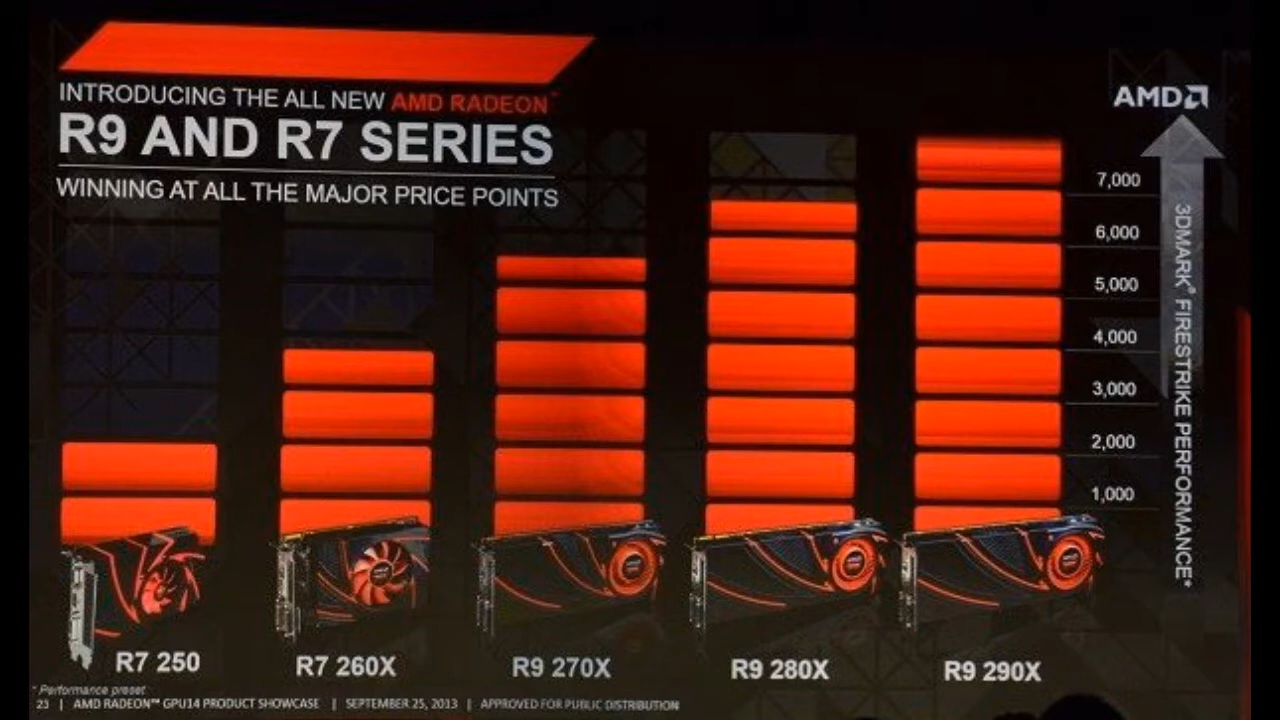 INTRODUCING THE ALL NEW AMD RADEON™
R9 AND R7 SERIES
WINNING AT ALL THE MAJOR PRICE POINTS
AMD
7,000
6,000
5,000
4,000
3,000
2,000
1,000
3DMARK® FIRESTRIKE PERFORMANCE*
R7 250
R7 260X
R9 270X
R9 280X
R9 290X
* Performance preset
23 | AMD RADEON™ GPU14 PRODUCT SHOWCASE | SEPTEMBER 25, 2013 | APPROVED FOR PUBLIC DISTRIBUTION